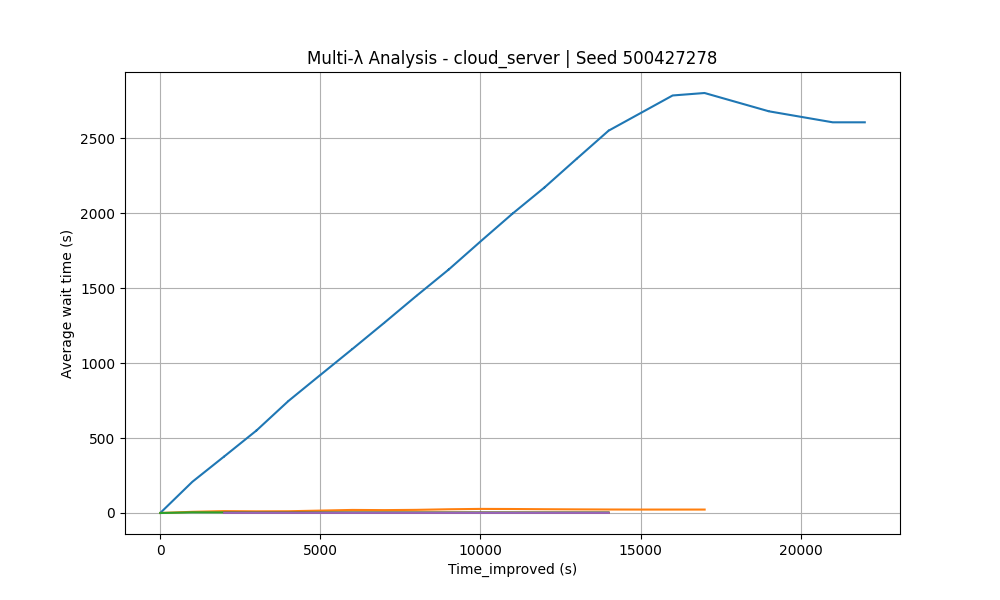 Multi-λ Analysis - cloud_server | Seed 500427278
Average wait time (s)
2500
2000
1500
1000
500
0
0 5000 10000 15000 20000
Time_improved (s)